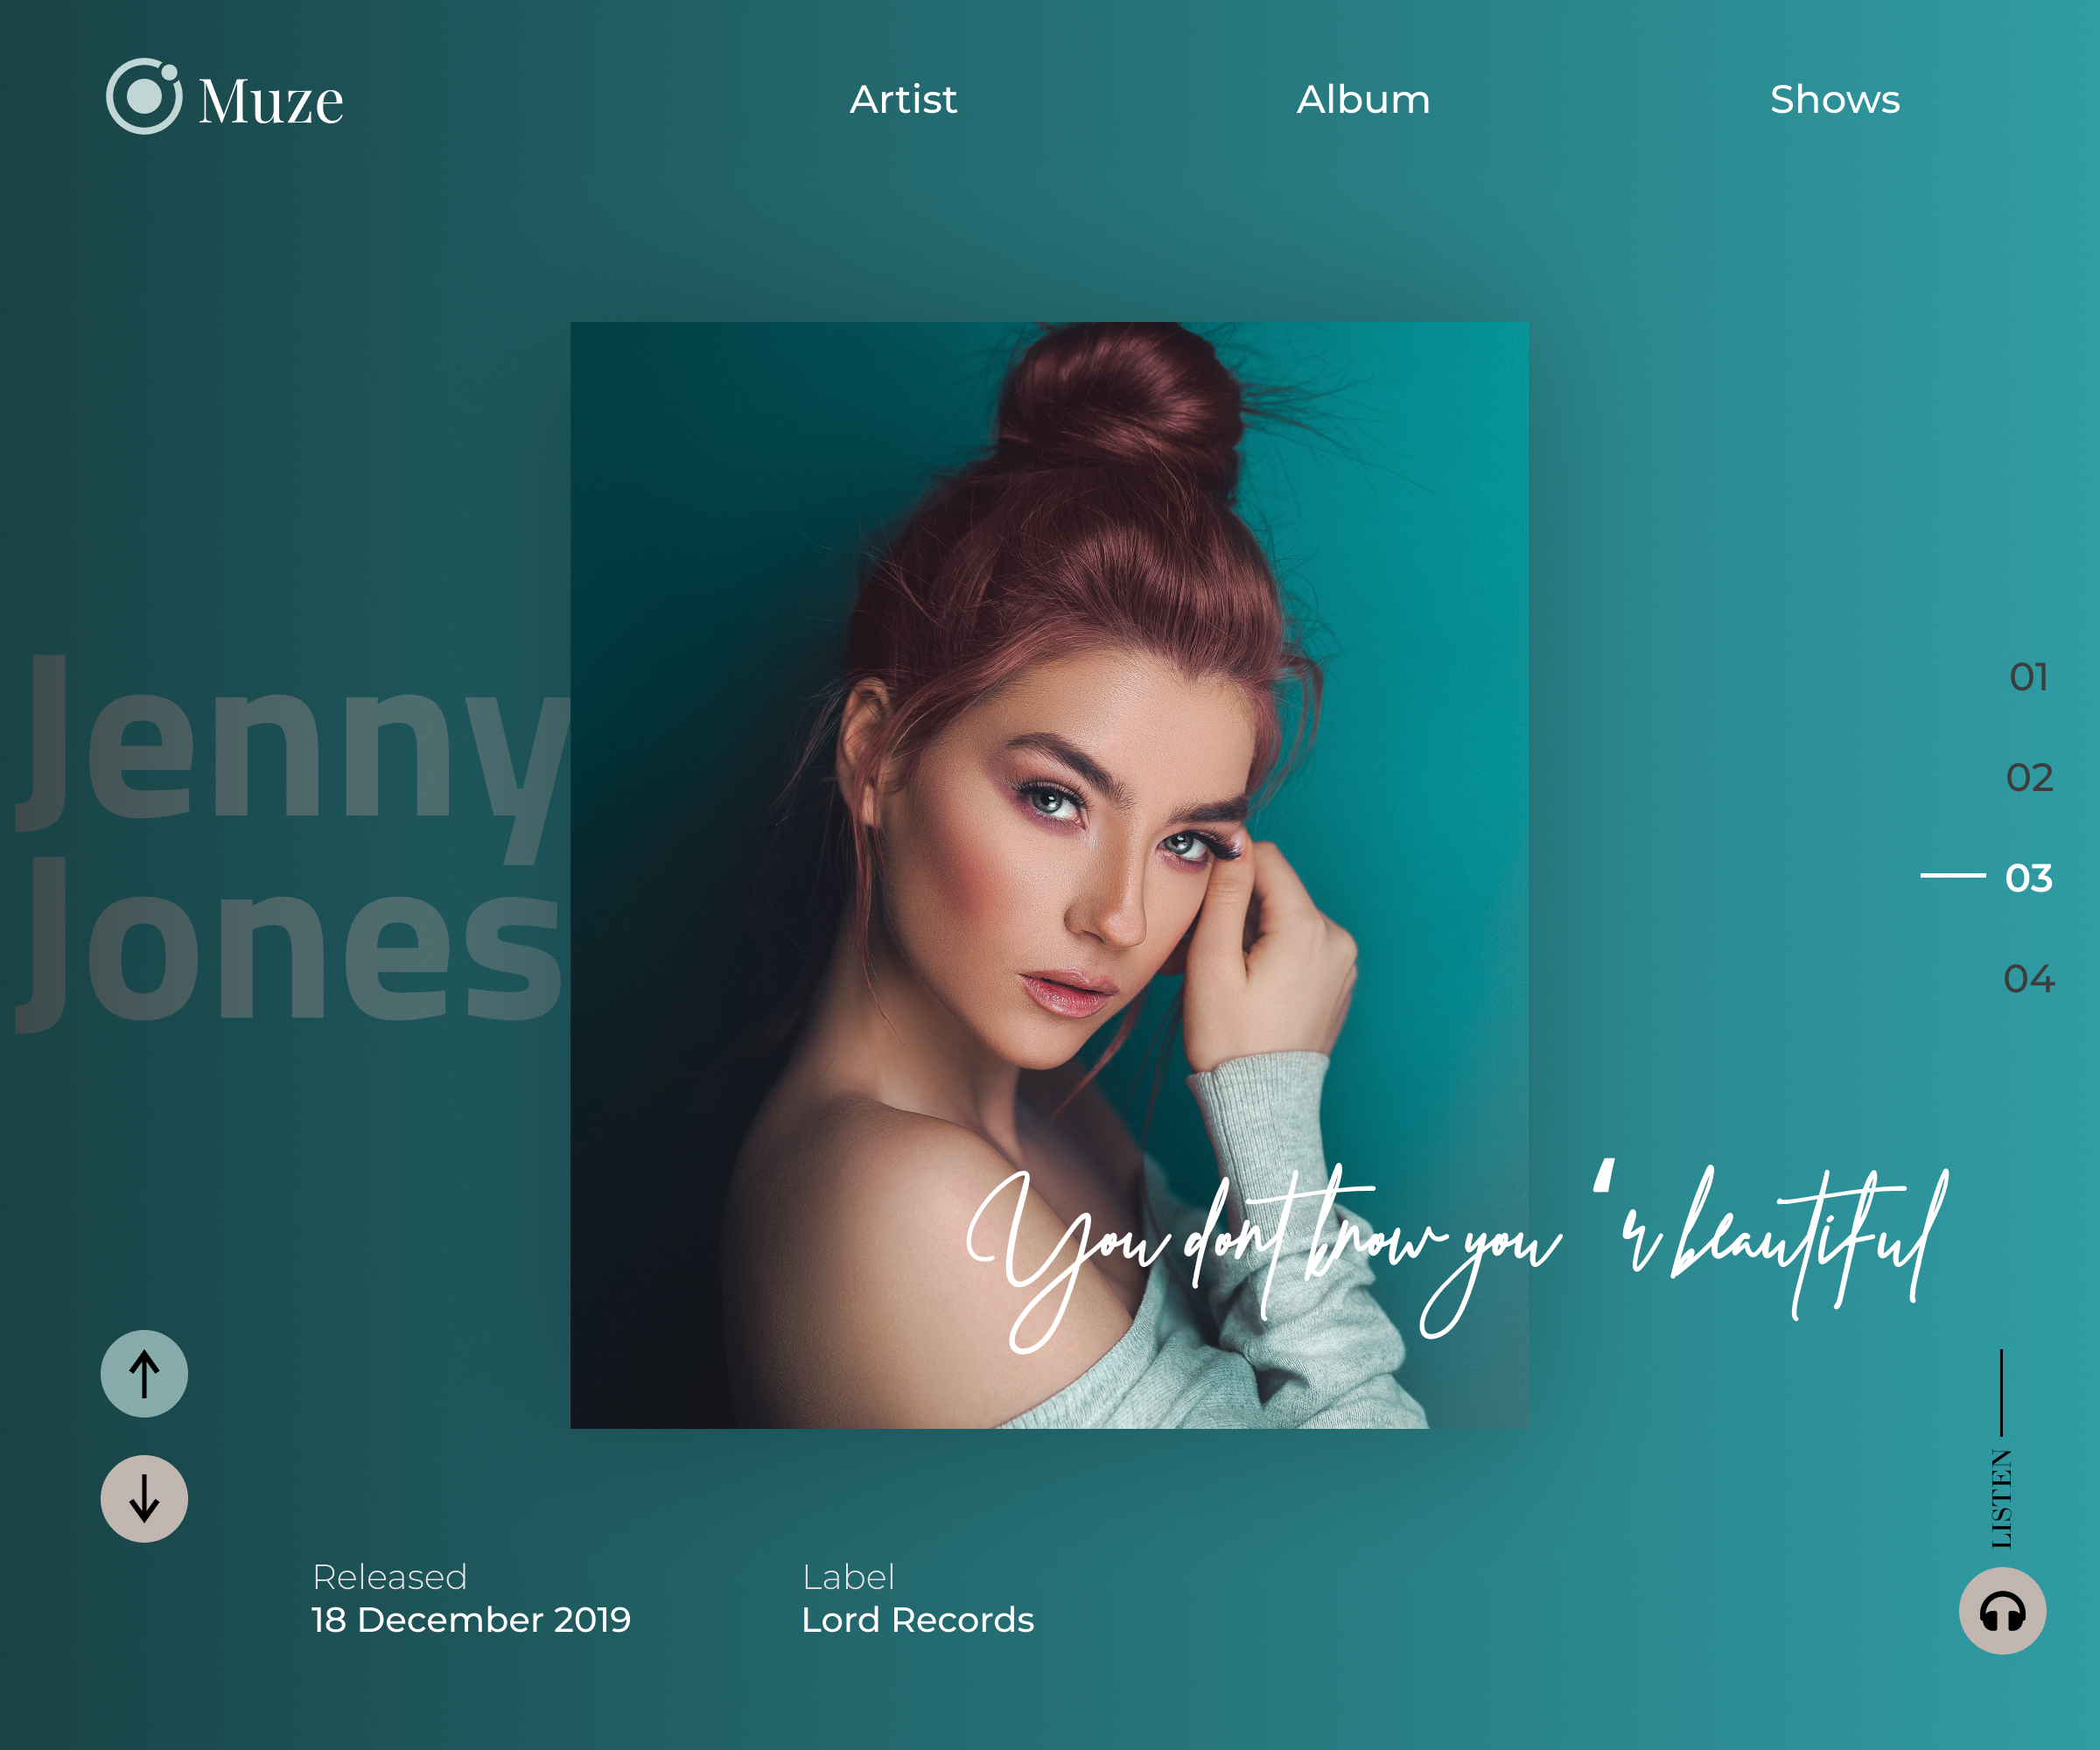 Muze
Artist
Album
Shows
Jenny
Jones
01
02
03
04
You dont know you 'r beautiful
LISTEN
Released
18 December 2019
Label
Lord Records